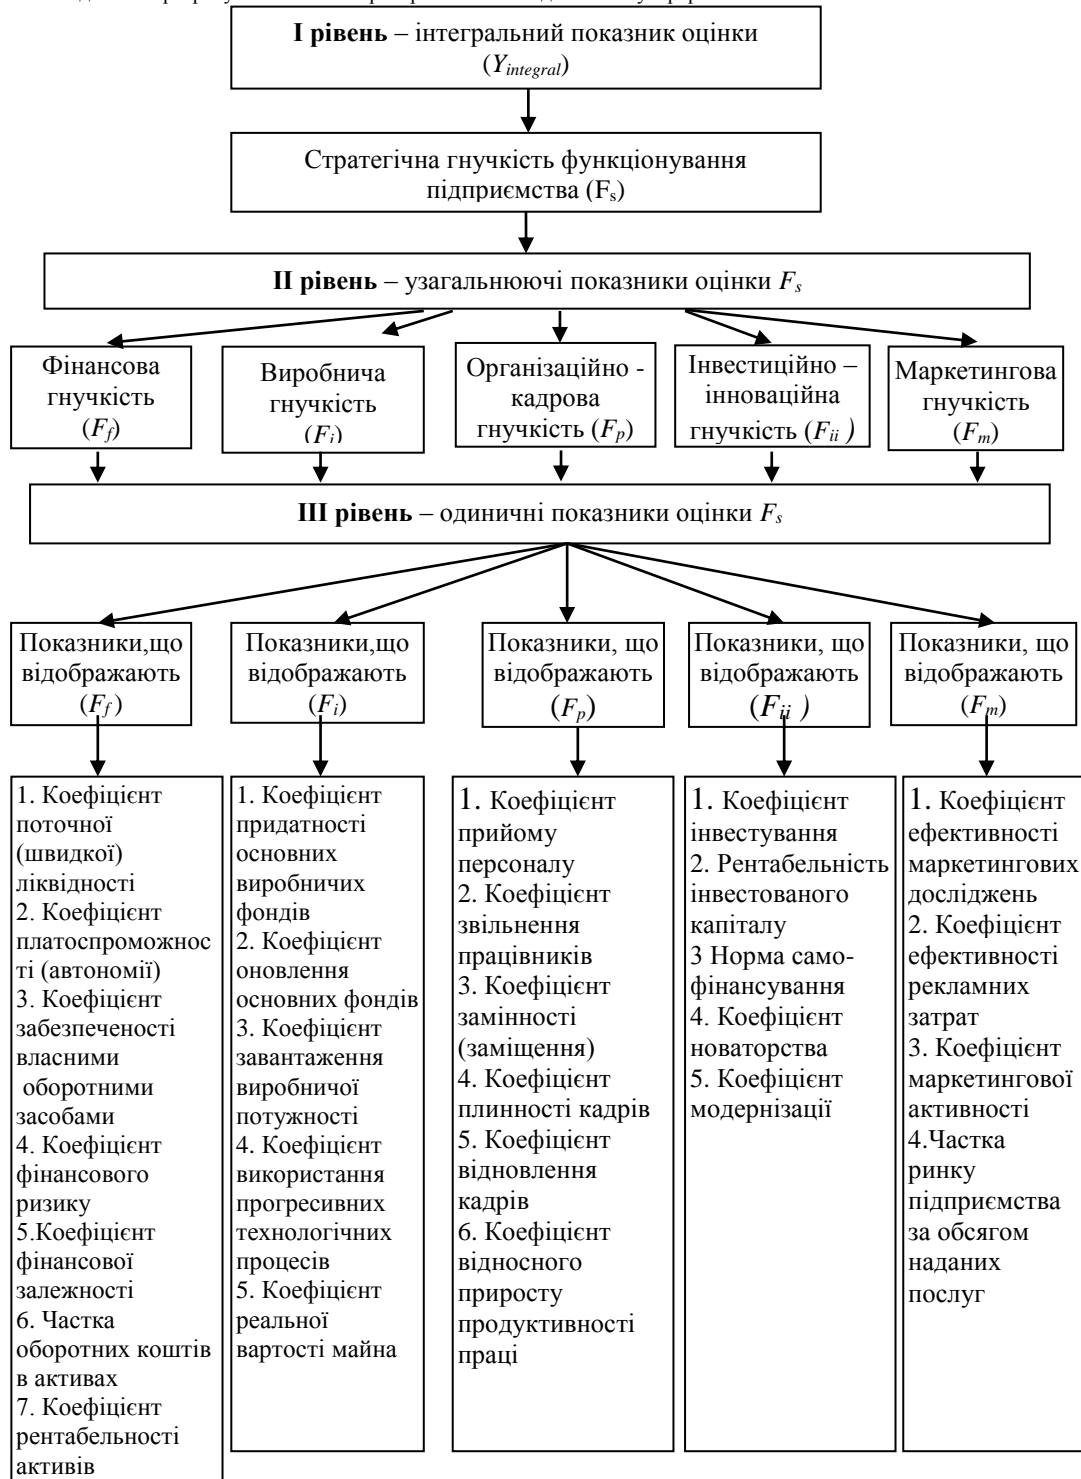 I рівень – інтегральний показник оцінки
(Y integral)
Стратегічна гнучкість функціонування
підприємства (Fs)
II рівень – узагальнюючі показники оцінки Fs
Фінансова
гнучкість
(Ff)
Виробнича
гнучкість
(Fi)
Організаційно -
кадрова
гнучкість (Fp)
Інвестиційно –
інноваційна
гнучкість (Fii )
Маркетингова
гнучкість
(Fm)
III рівень – одиничні показники оцінки Fs
Показники,що
відображають
(Ff )
Показники,що
відображають
(Fi)
Показники, що
відображають
(Fp)
Показники, що
відображають
(Fii )
Показники, що
відображають
(Fm)
1. Коефіцієнт
поточної
(швидкої)
ліквідності
2. Коефіцієнт
платоспроможнос
ті (автономії)
3. Коефіцієнт
забезпеченості
власними
оборотними
засобами
4. Коефіцієнт
фінансового
ризику
5.Коефіцієнт
фінансової
залежності
6. Частка
оборотних коштів
в активах
7. Коефіцієнт
рентабельності
активів
1. Коефіцієнт
придатності
основних
виробничих
фондів
2. Коефіцієнт
оновлення
основних фондів
3. Коефіцієнт
завантаження
виробничої
потужності
4. Коефіцієнт
використання
прогресивних
технологічних
процесів
5. Коефіцієнт
реальної
вартості майна
1. Коефіцієнт
прийому
персоналу
2. Коефіцієнт
звільнення
працівників
3. Коефіцієнт
замінності
(заміщення)
4. Коефіцієнт
плинності кадрів
5. Коефіцієнт
відновлення
кадрів
6. Коефіцієнт
відносного
приросту
продуктивності
праці
1. Коефіцієнт
інвестування
2. Рентабельність
інвестованого
капіталу
3 Норма само-
фінансування
4. Коефіцієнт
новаторства
5. Коефіцієнт
модернізації
1. Коефіцієнт
ефективності
маркетингових
досліджень
2. Коефіцієнт
ефективності
рекламних
затрат
3. Коефіцієнт
маркетингової
активності
4.Частка
ринку
підприємства
за обсягом
наданих
послуг